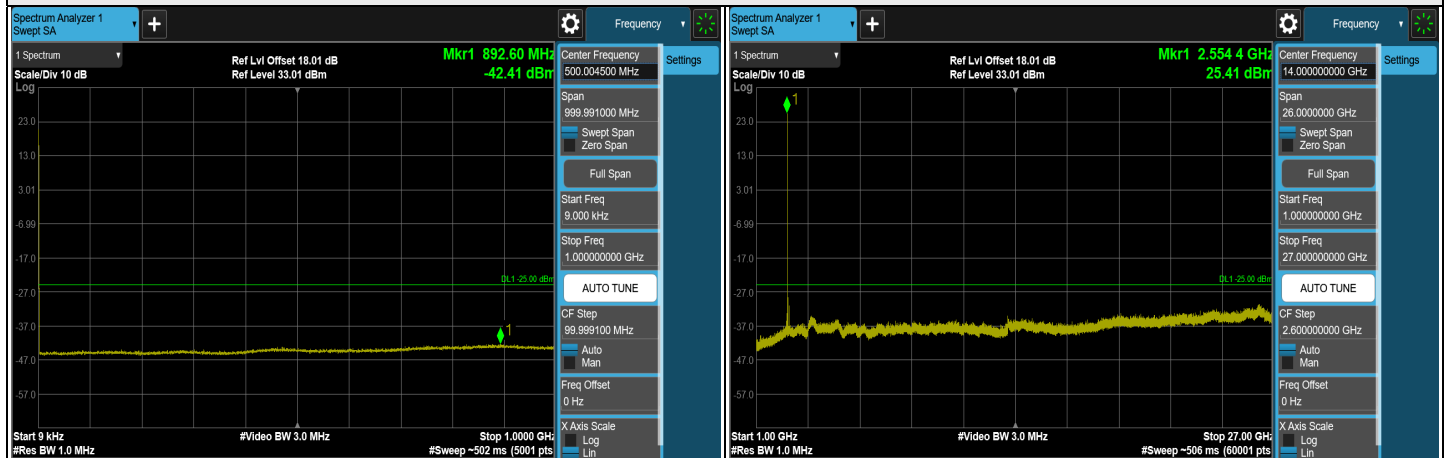 Spectrum Analyzer 1
Swept SA
+
Frequency
1 Spectrum
Scale/Div 10 dB
Log
Ref Lvl Offset 18.01 dB
Ref Level 33.01 dBm
Mkr1 892.60 MHz
-42.41 dBm
23.0
13.0
3.01
-6.99
-17.0
-27.0
-37.0
-47.0
-57.0
DL1 -25.00 dBm
1
Start 9 kHz
#Res BW 1.0 MHz
#Video BW 3.0 MHz
Stop 1.0000 GHz
#Sweep ~502 ms (5001 pts
Center Frequency
500.004500 MHz
Span
999.991000 MHz
Swept Span
Zero Span
Full Span
Start Freq
9.000 kHz
Stop Freq
1.000000000 GHz
AUTO TUNE
CF Step
99.999100 MHz
Auto
Man
Freq Offset
0 Hz
X Axis Scale
Log
Lin
Settings
Spectrum Analyzer 1
Swept SA
+
Frequency
1 Spectrum
Scale/Div 10 dB
Log
Ref Lvl Offset 18.01 dB
Ref Level 33.01 dBm
Mkr1 2.554 4 GHz
25.41 dBm
1
23.0
13.0
3.01
-6.99
-17.0
-27.0
-37.0
-47.0
-57.0
DL1 -25.00 dBm
Start 1.00 GHz
#Res BW 1.0 MHz
#Video BW 3.0 MHz
Stop 27.00 GHz
#Sweep ~506 ms (60001 pts
Center Frequency
14.00000000 GHz
Span
26.0000000 GHz
Swept Span
Zero Span
Full Span
Start Freq
1.000000000 GHz
Stop Freq
27.000000000 GHz
AUTO TUNE
CF Step
2.600000000 GHz
Auto
Man
Freq Offset
0 Hz
X Axis Scale
Log
Lin
Settings